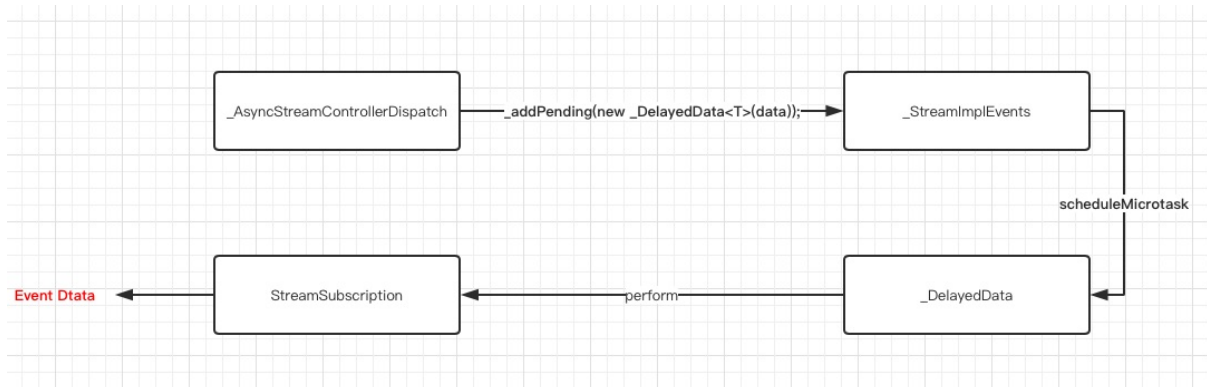 _AsyncStreamControllerDispatch
_addPending(new _DelayedData<T>(data));
_StreamImplEvents
scheduleMicrotask
Event Dtata
StreamSubscription
perform
_DelayedData